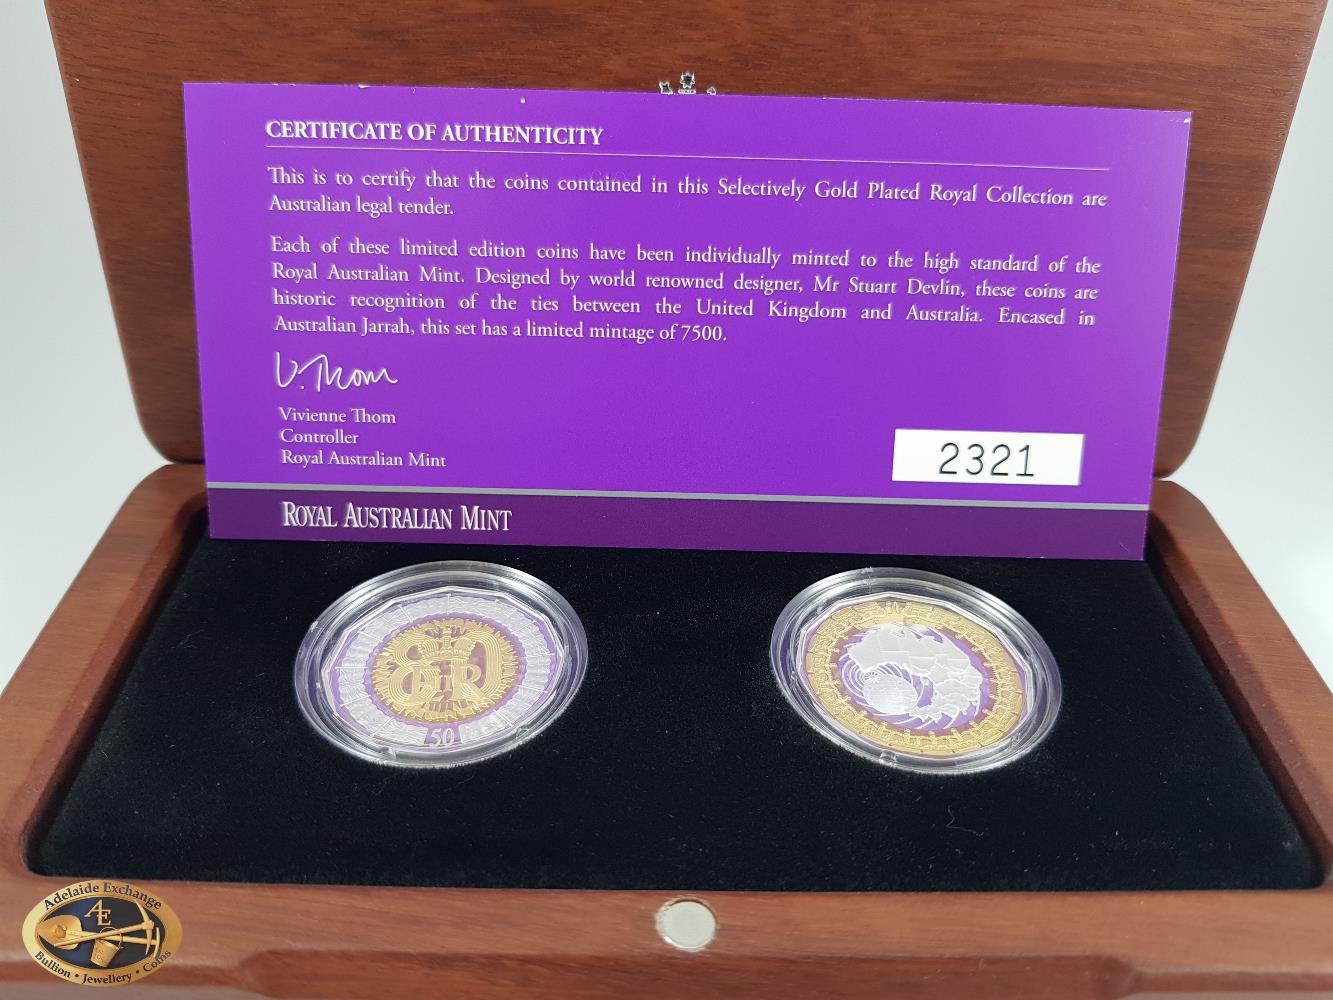 CERTIFICATE OF AUTHENTICITY
This is to certify that the coins contained in this Selectively Gold Plated Royal Collection are
Australian legal tender.
Each of these limited edition coins have been individually minted to the high standard of the
Royal Australian Mint. Designed by world renowned designer, Mr Stuart Devlin, these coins are
historic recognition of the ties between the United Kingdom and Australia. Encased in
Australian Jarrah, this set has a limited mintage of 7500.
V. Thom
Vivienne Thom
Controller
Royal Australian Mint
2321
ROYAL AUSTRALIAN MINT
50
Adelaide Exchange
AE
Bullion • Jewellery • Coins